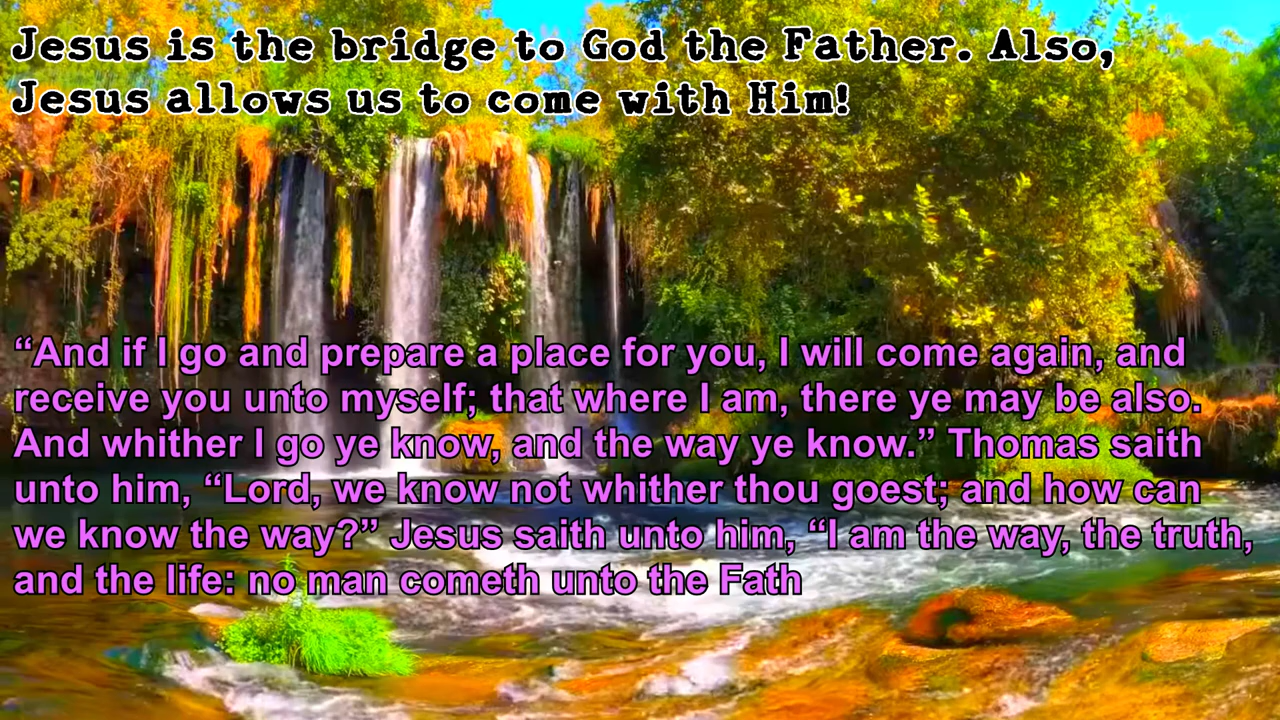 Jesus is the bridge to God the Father. Also,
Jesus allows us to come with Him!
“And if I go and prepare a place for you, I will come again, and
receive you unto myself; that where I am, there ye may be also.
And whither I go ye know, and the way ye know.” Thomas saith
unto him, “Lord, we know not whither thou goest; and how can
we know the way?” Jesus saith unto him, “I am the way, the truth,
and the life: no man cometh unto the Fath